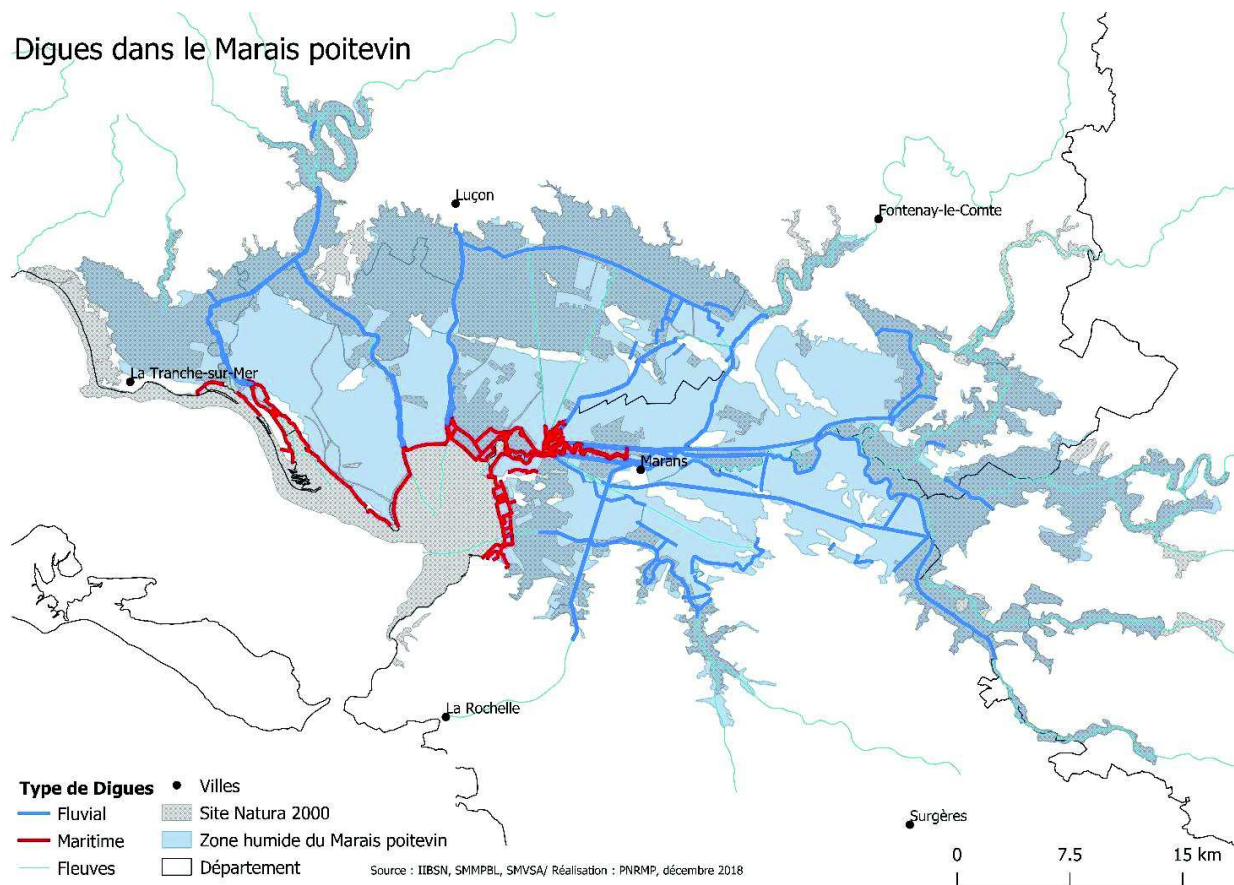 Digues dans le Marais poitevin
Luçon
Fontenay-le-Comte
La Tranche-sur-Mer
Marans
La Rochelle
Surgères
Type de Digues
Fluvial
Maritime
Fleuves
Villes
Site Natura 2000
Zone humide du Marais poitevin
Département
Source : IIBSN, SMMPBL, SMVSA/ Réalisation : PNRMP, décembre 2018
0 7.5 15 km